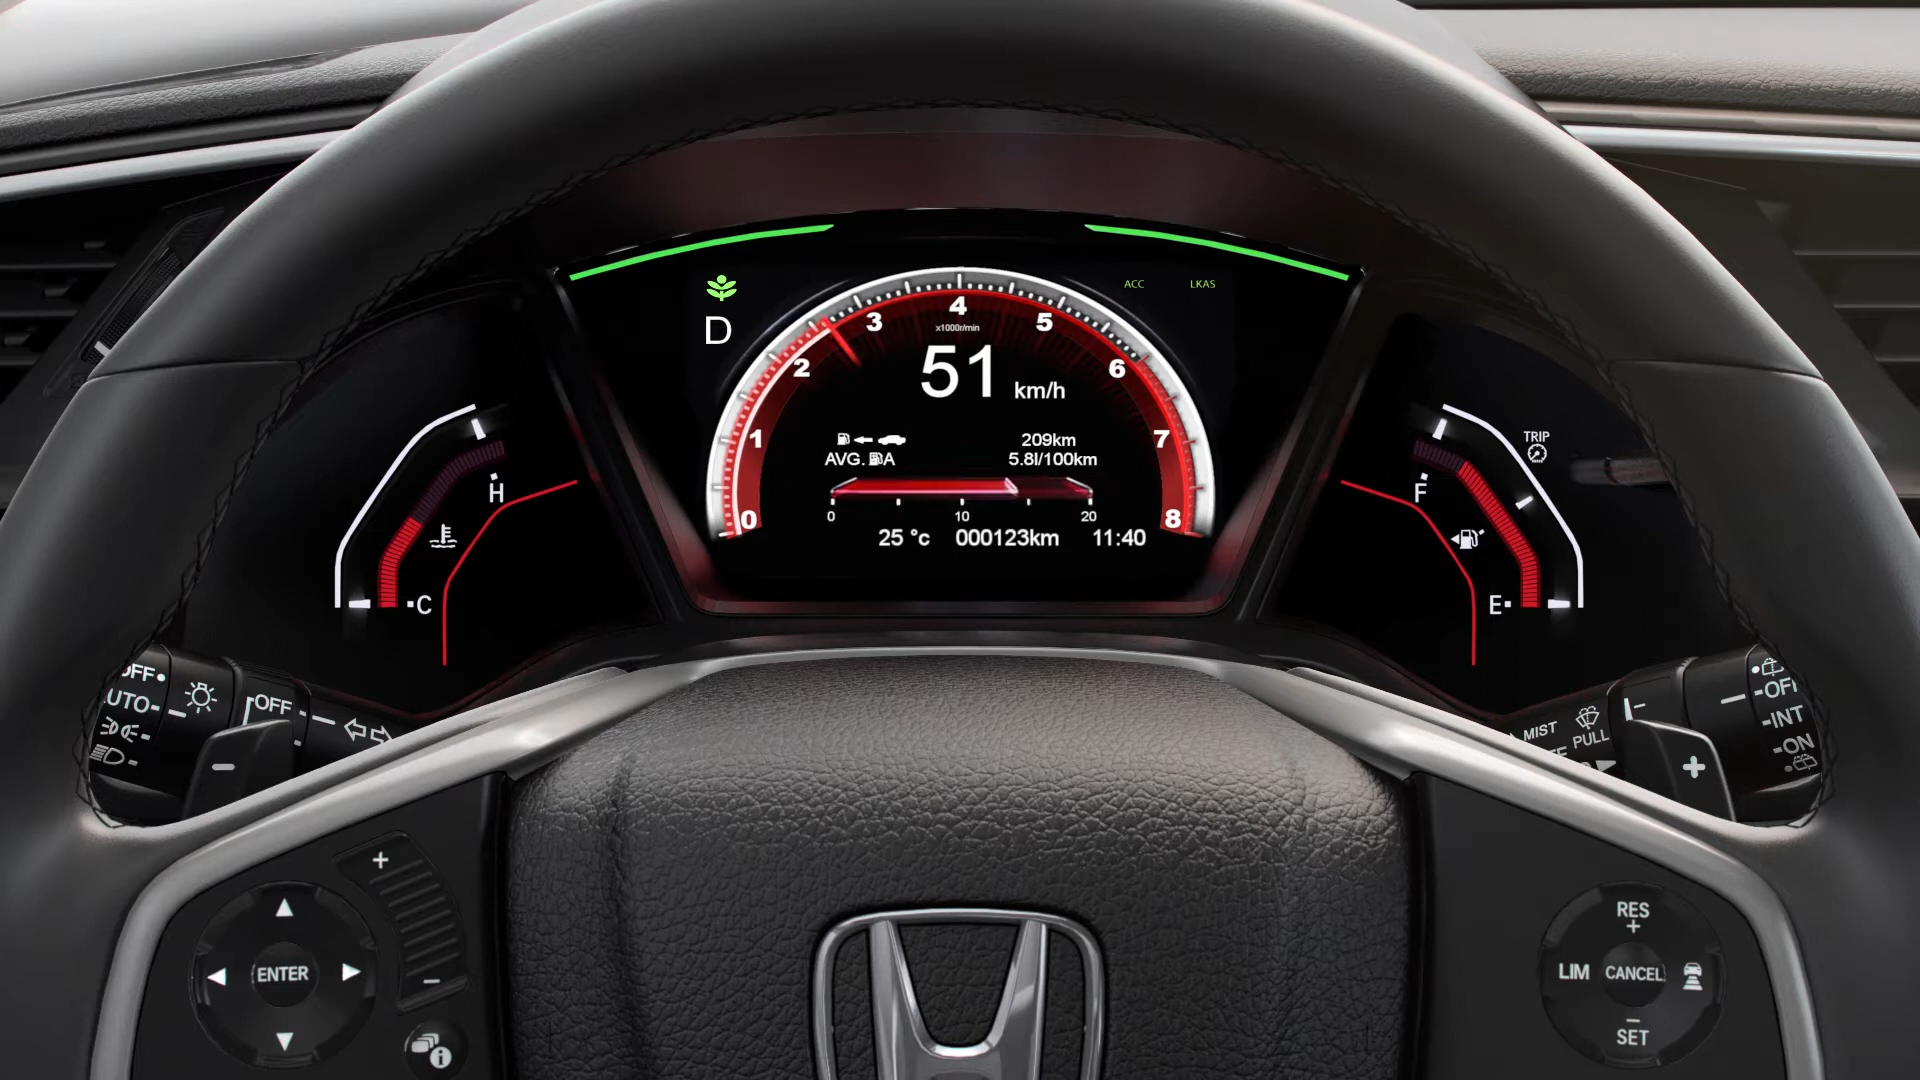 ACC LKAS
D
0 1 2 3 4 5 6 7 8
x1000r/min
51 km/h
209km
AVG. A 5.8l/100km
0 10 20
25 °c 000123km 11:40
H
C
TRIP
F
E
OFF
OFF
-
MIST
PULL
OFF
INT
ON
+
+
ENTER
-
i
RES
+
LIM CANCEL
-
SET